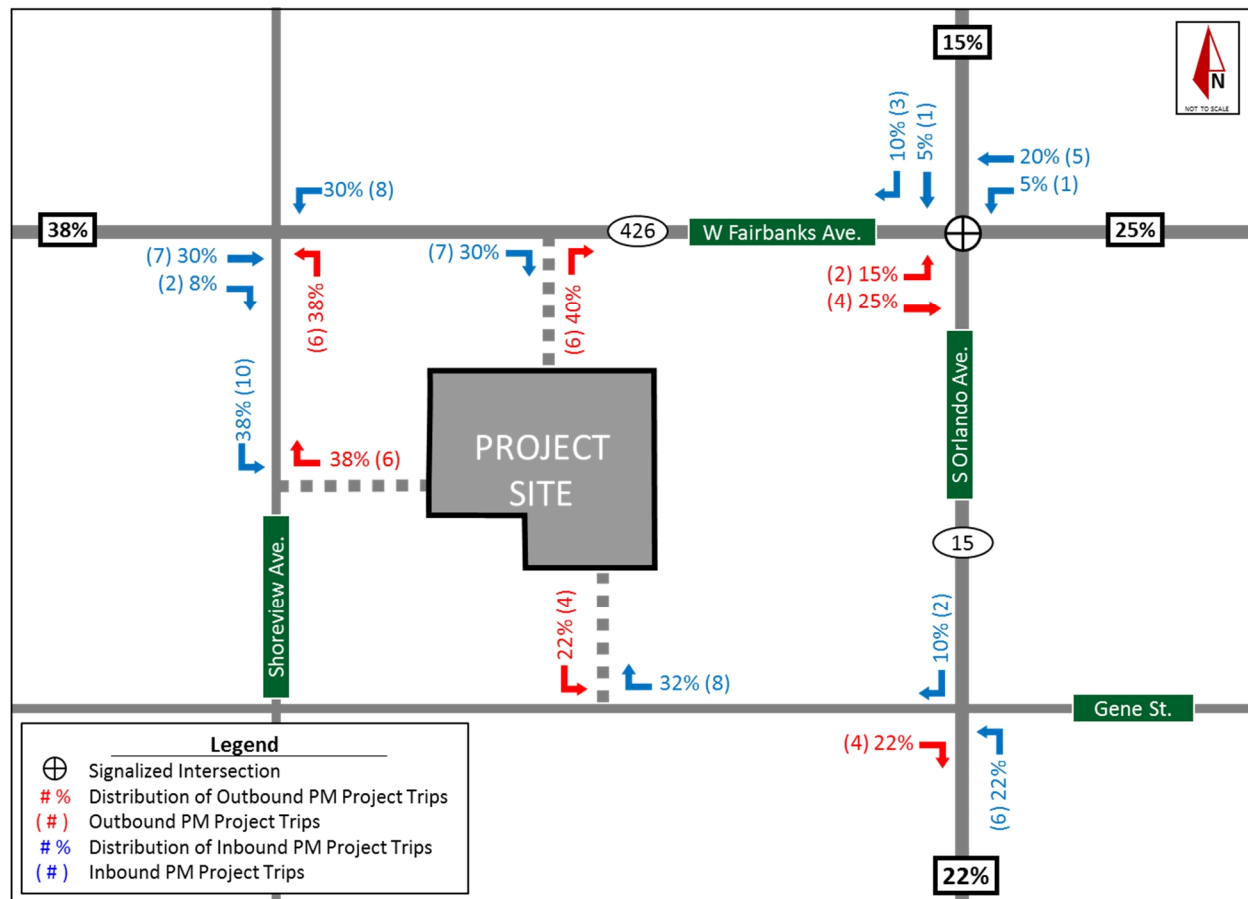 15%
N
NOT TO SCALE
10% (3)
5% (1)
20% (5)
5% (1)
30% (8)
38%
426
W Fairbanks Ave.
25%
(7) 30%
(2) 8%
(6) 38%
(7) 30%
(6) 40%
(2) 15%
(4) 25%
38% (10)
38% (6)
PROJECT
SITE
S Orlando Ave.
15
Shoreview Ave.
22% (4)
32% (8)
10% (2)
Gene St.
(4) 22%
(6) 22%
22%
Legend
Signalized Intersection
# % Distribution of Outbound PM Project Trips
( # ) Outbound PM Project Trips
# % Distribution of Inbound PM Project Trips
( # ) Inbound PM Project Trips